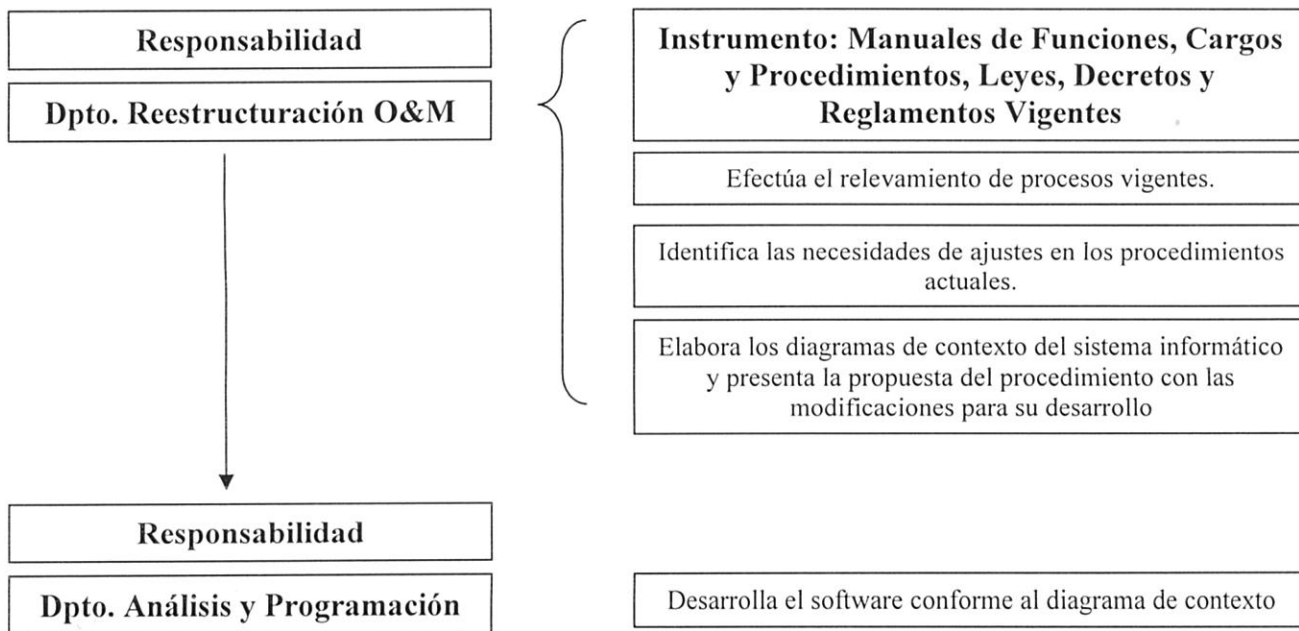 Responsabilidad
Dpto. Reestructuración O&M
Instrumento: Manuales de Funciones, Cargos
y Procedimientos, Leyes, Decretos y
Reglamentos Vigentes
Efectúa el relevamiento de procesos vigentes.
Identifica las necesidades de ajustes en los procedimientos
actuales.
Elabora los diagramas de contexto del sistema informático
y presenta la propuesta del procedimiento con las
modificaciones para su desarrollo
Responsabilidad
Dpto. Análisis y Programación
Desarrolla el software conforme al diagrama de contexto